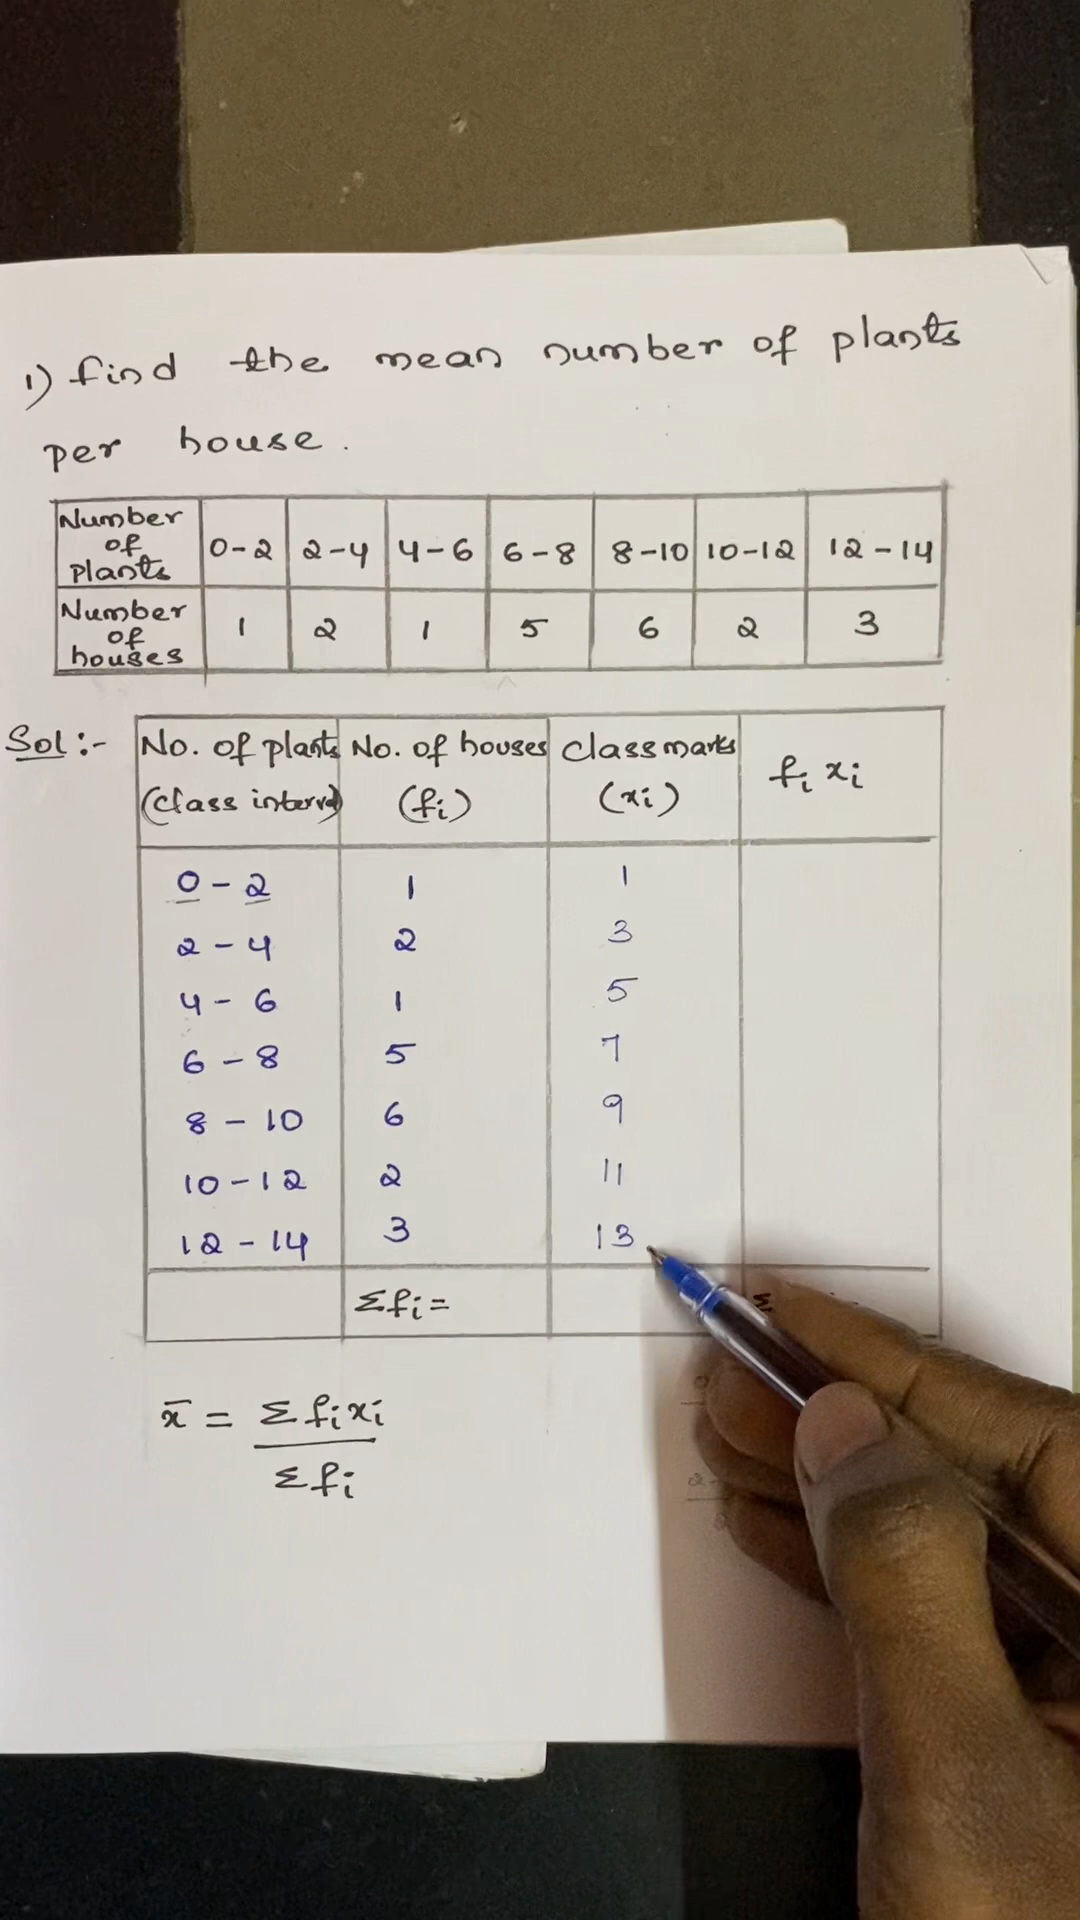 1) find the mean number of plants
per house.
Number of plants 0-2 2-4 4-6 6-8 8-10 10-12 12-14
Number of houses 1 2 1 5 6 2 3
Sol:-
No. of plants (class interval) No. of houses (fi) Class marks (xi) fi xi
0-2 1 1
2-4 2 3
4-6 1 5
6-8 5 7
8-10 6 9
10-12 2 11
12-14 3 13
Σfi= Σ
x̄ = Σfixi
Σfi